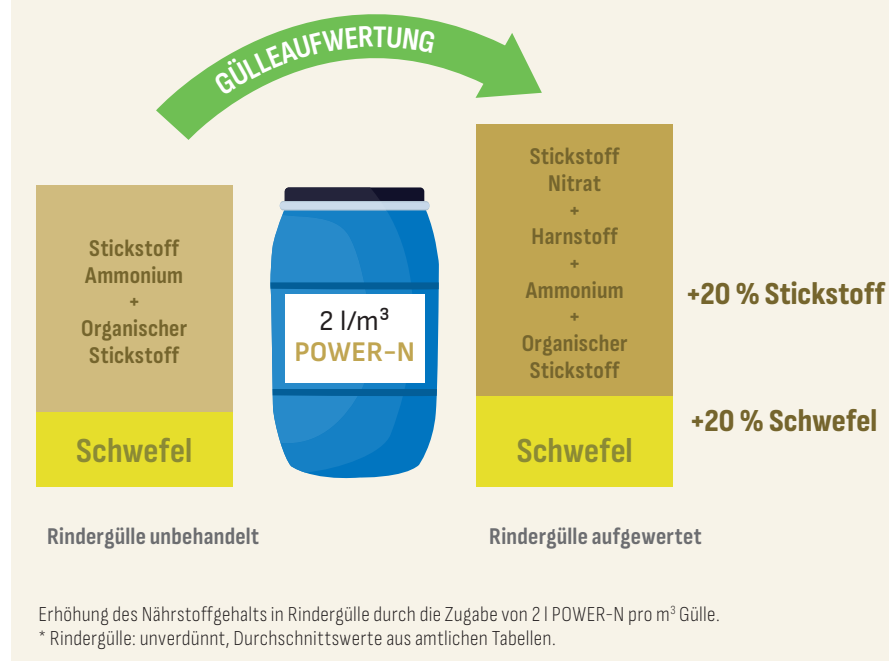 GÜLLEAUFWERTUNG
Stickstoff
Ammonium
+
Organischer
Stickstoff
Schwefel
Rindergülle unbehandelt
2 l/m³
POWER-N
Stickstoff
Nitrat
+
Harnstoff
+
Ammonium
+
Organischer
Stickstoff
Schwefel
Rindergülle aufgewertet
+20 % Stickstoff
+20 % Schwefel
Erhöhung des Nährstoffgehalts in Rindergülle durch die Zugabe von 2 l POWER-N pro m³ Gülle.
* Rindergülle: unverdünnt, Durchschnittswerte aus amtlichen Tabellen.